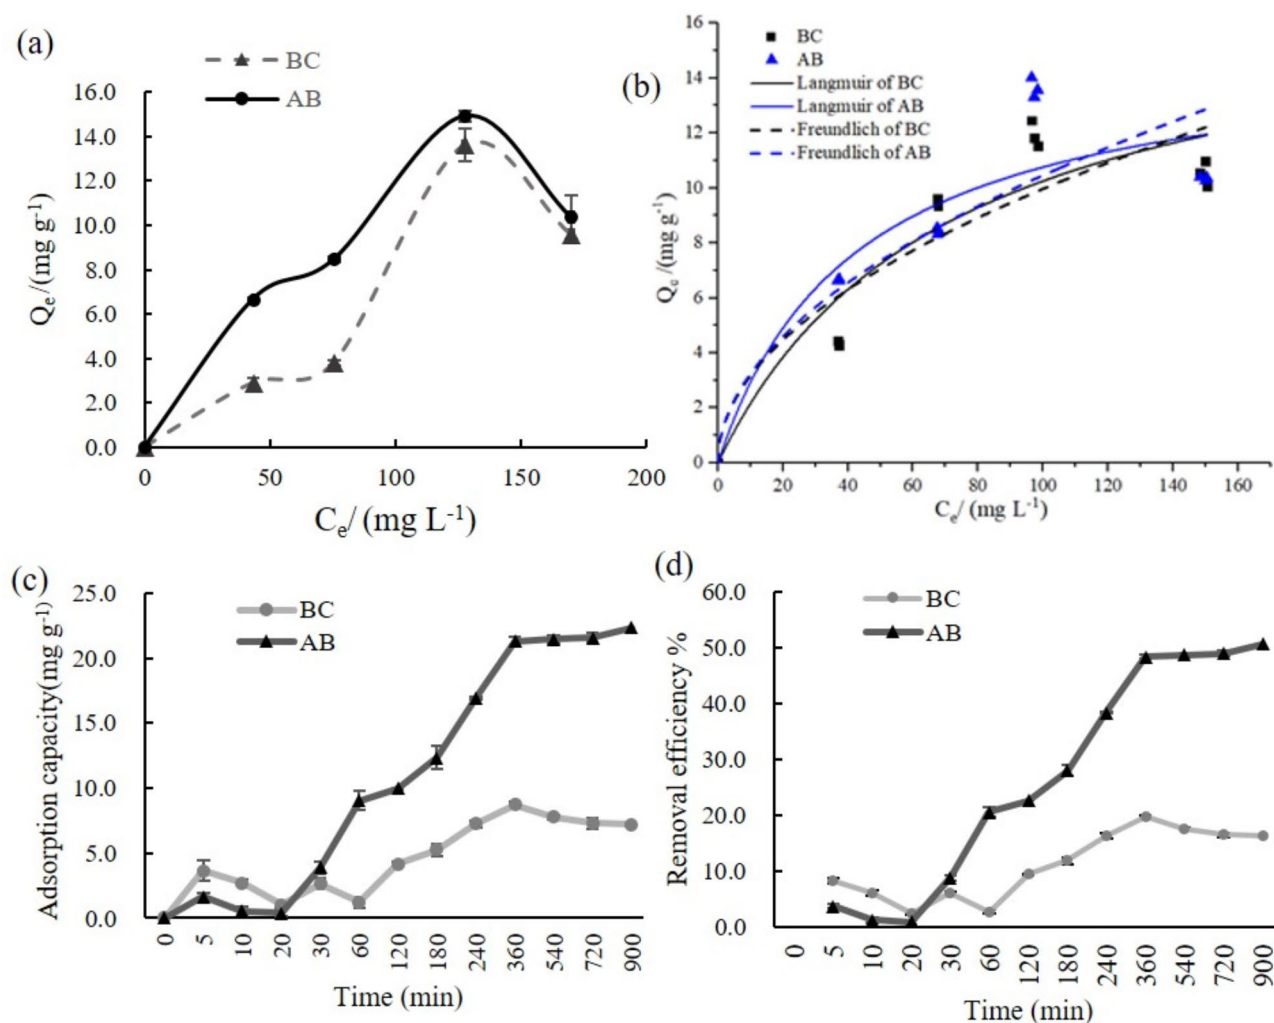 (a)
BC
AB
16.0
14.0
12.0
10.0
8.0
6.0
4.0
2.0
0.0
Qe/(mg g-1)
0 50 100 150 200
Ce/ (mg L-1)
(b)
BC
AB
Langmuir of BC
Langmuir of AB
Freundlich of BC
Freundlich of AB
16
14
12
10
8
6
4
2
0
Qe /(mg g-1)
0 20 40 60 80 100 120 140 160
Ce/ (mg L-1)
(c)
BC
AB
25.0
20.0
15.0
10.0
5.0
0.0
Adsorption capacity(mg g-1)
0 5 10 20 30 60 120 180 240 360 540 720 900
Time (min)
(d)
BC
AB
60.0
50.0
40.0
30.0
20.0
10.0
0.0
Removal efficiency %
0 5 10 20 30 60 120 180 240 360 540 720 900
Time (min)